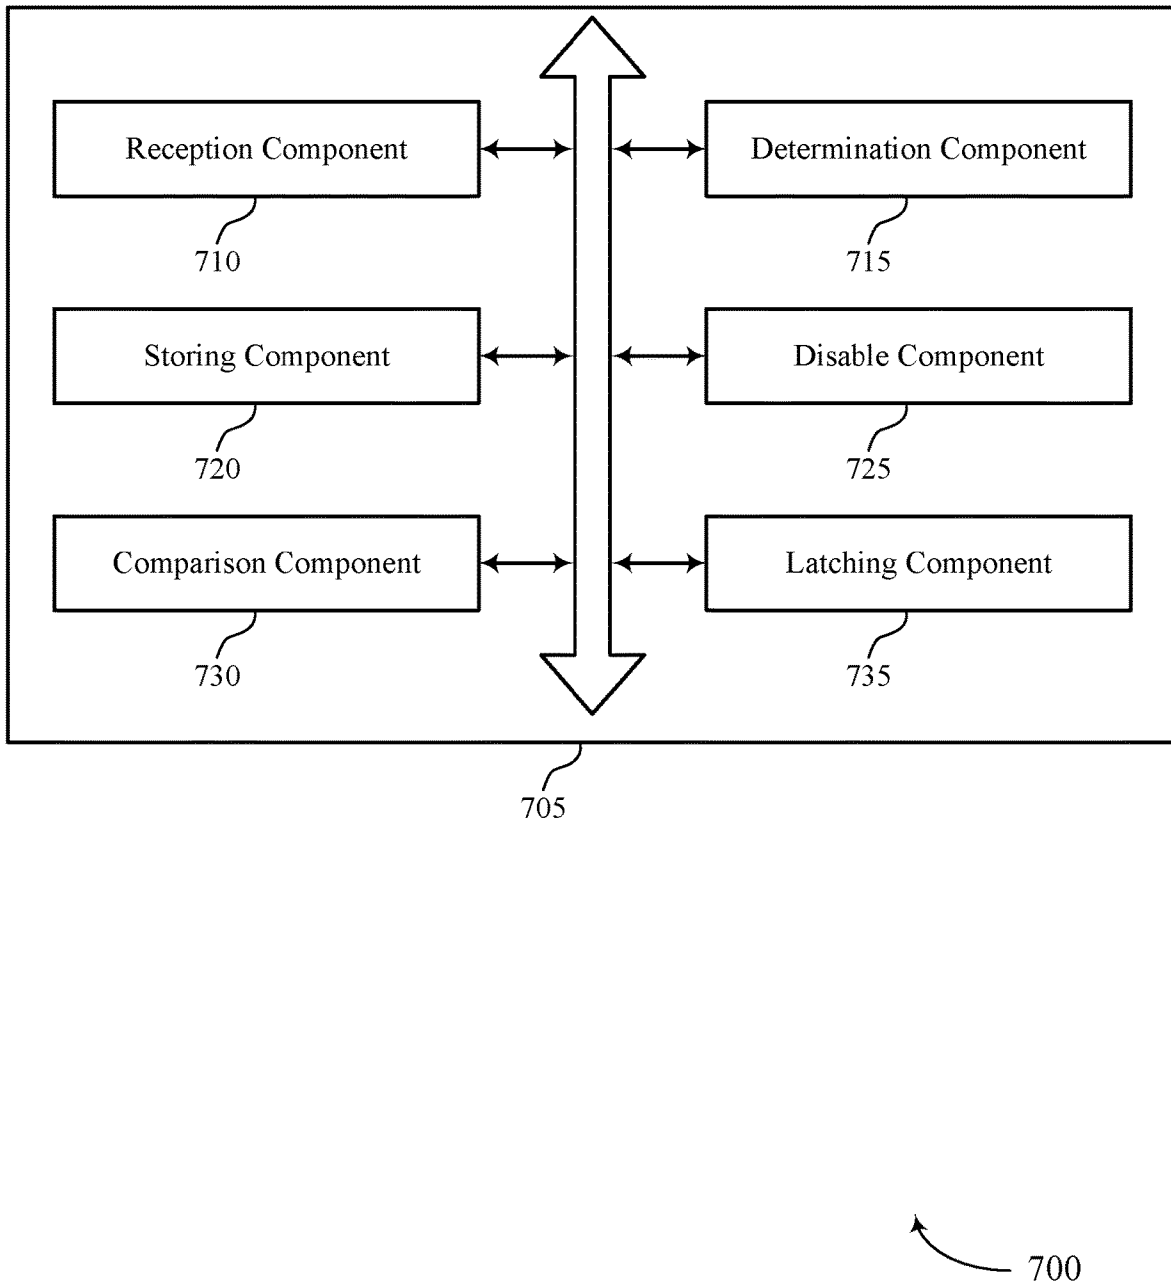 Reception Component
Determination Component
710
715
Storing Component
Disable Component
720
725
Comparison Component
Latching Component
730
735
705
700